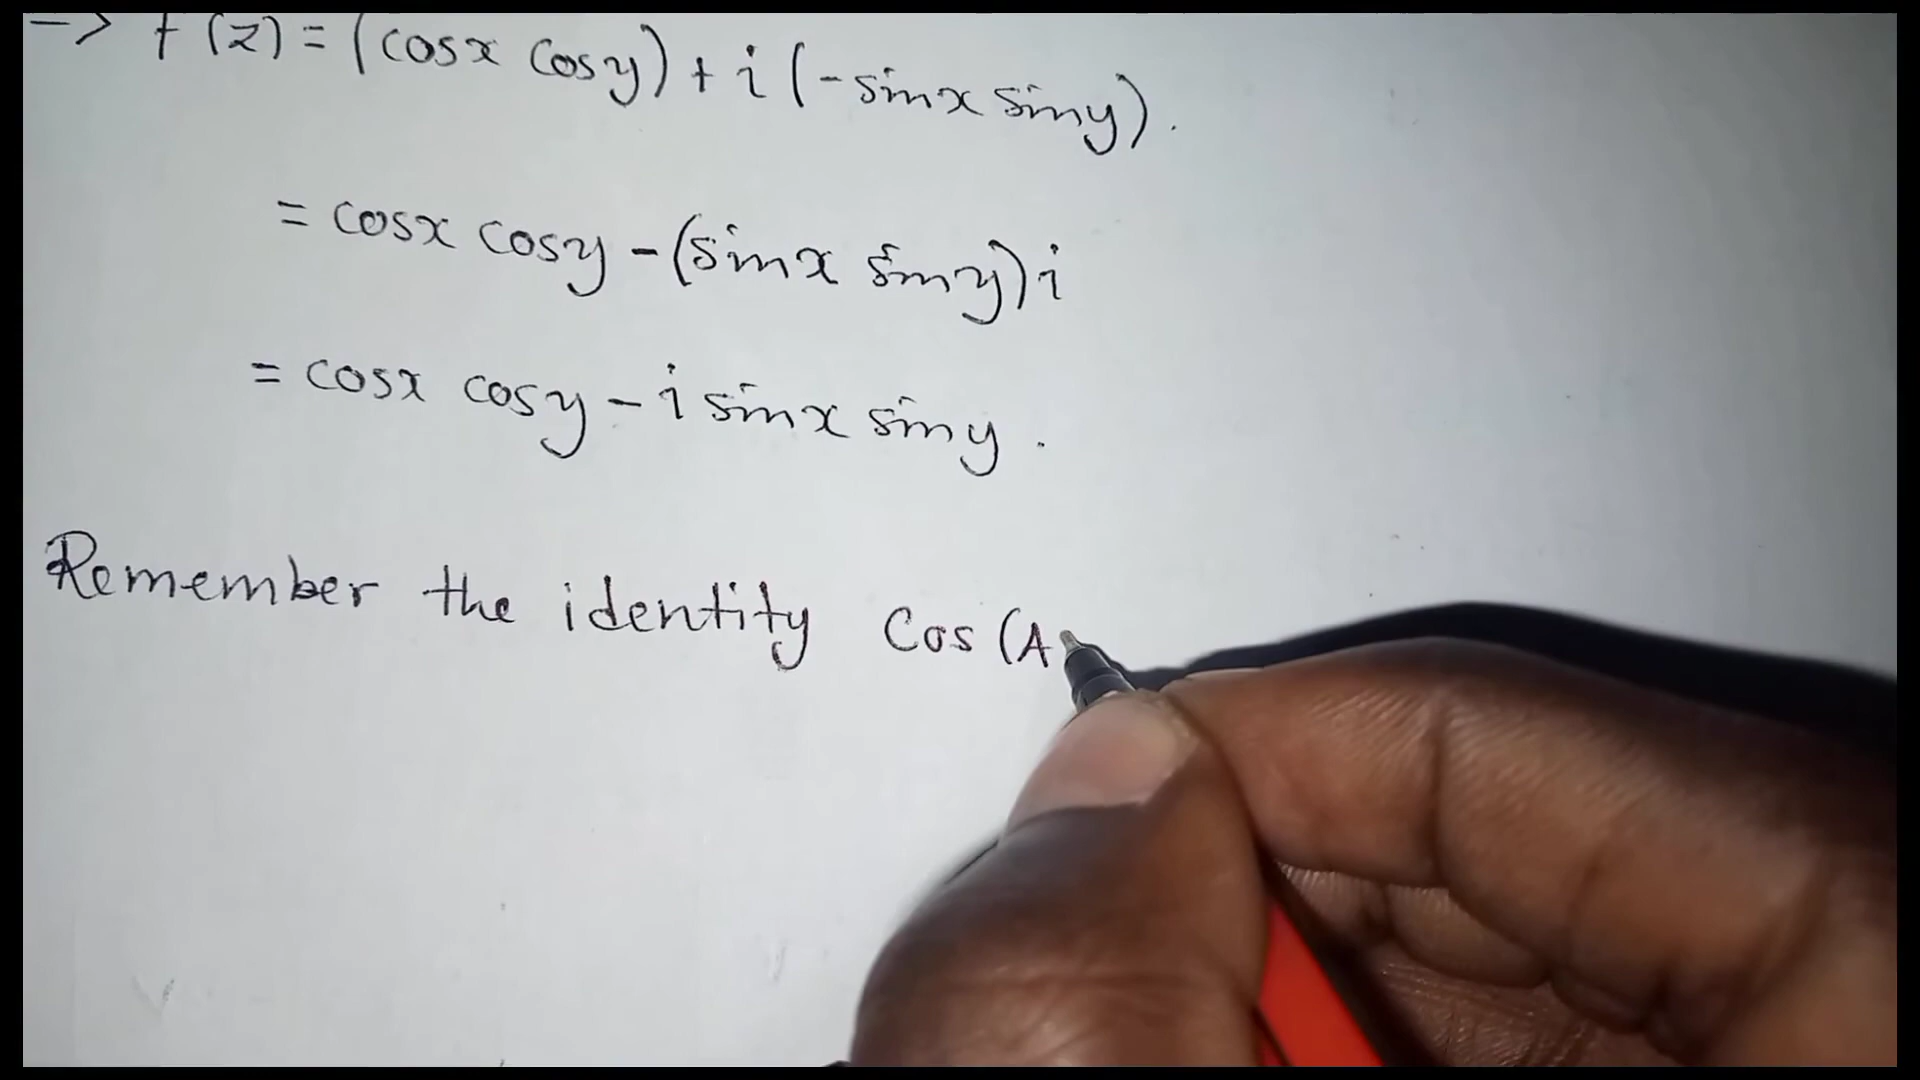 -> f(z) = (cosx cosy) + i (-sinx siny).
= cosx cosy - (sinx siny) i
= cosx cosy - i sinx siny.
Remember the identity Cos (A